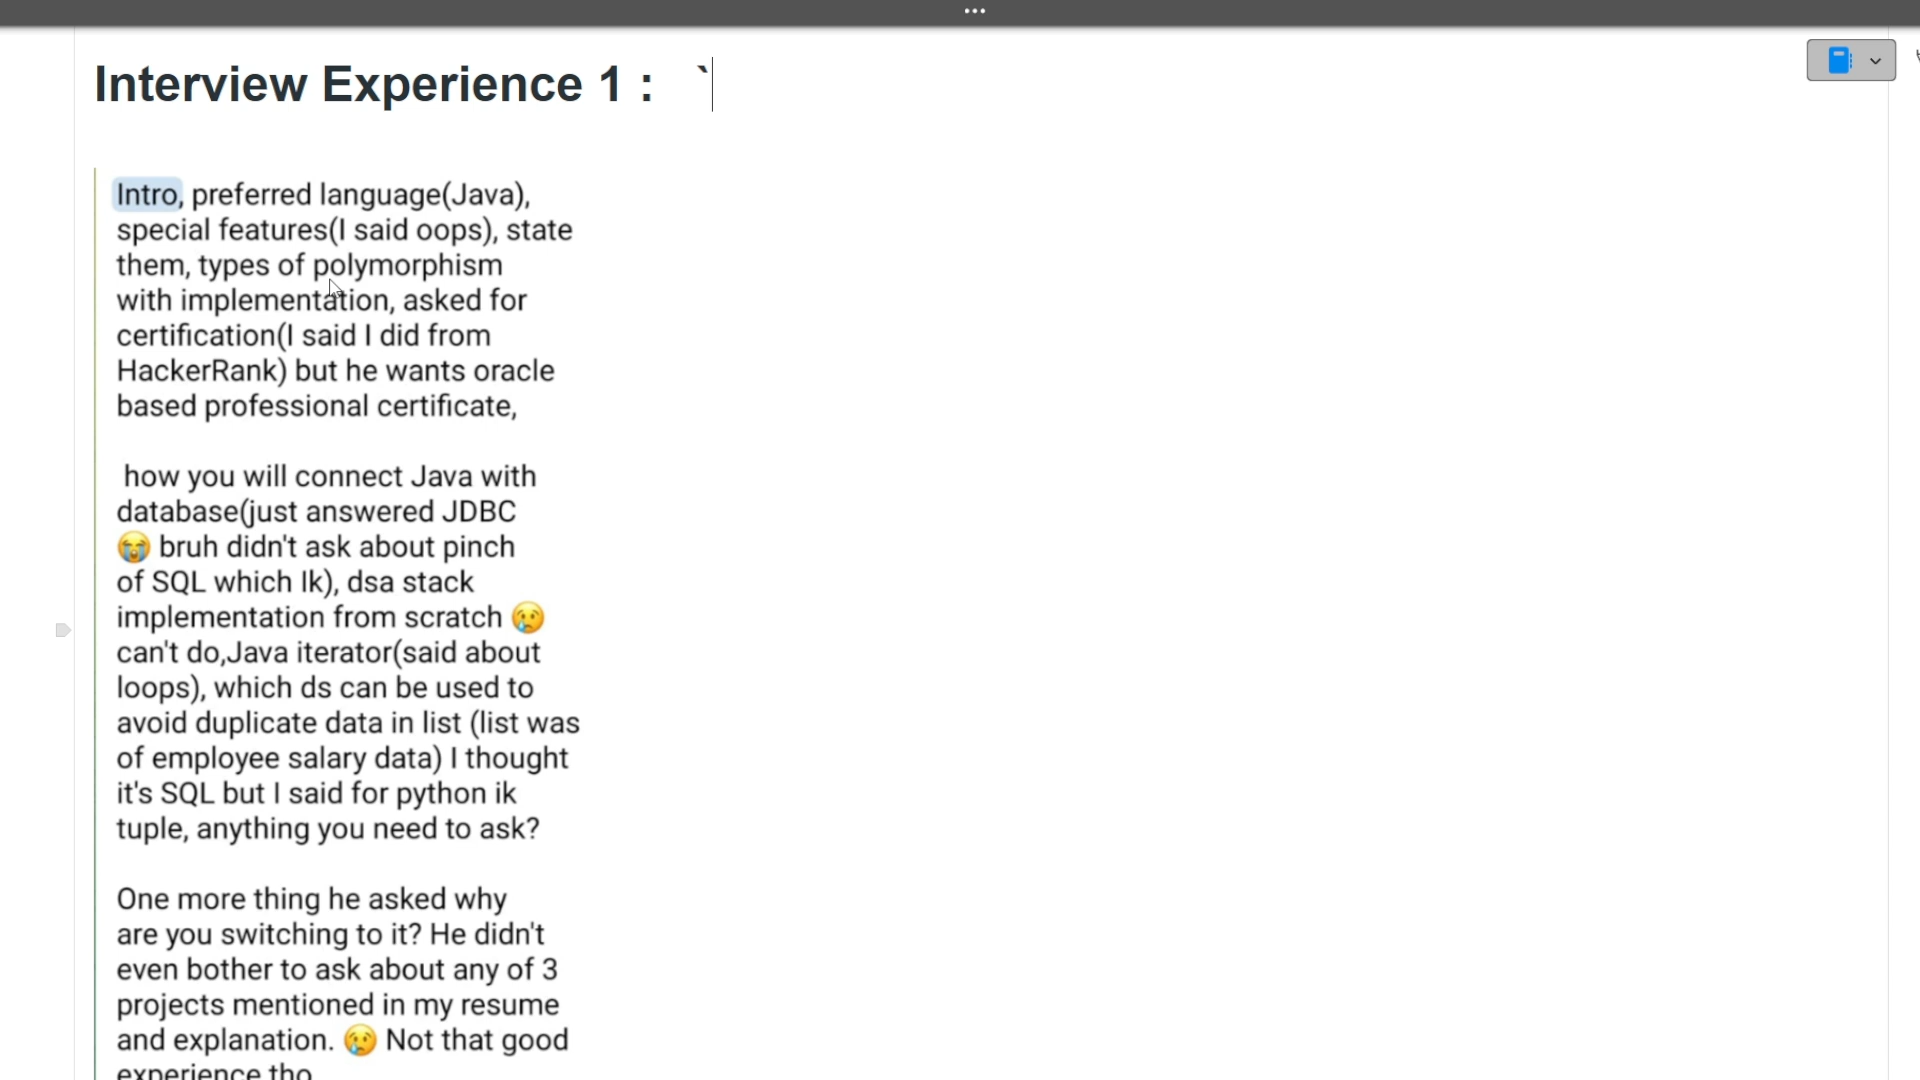 ...
Interview Experience 1 : `
Intro, preferred language(Java),
special features(I said oops), state
them, types of polymorphism
with implementation, asked for
certification(I said I did from
HackerRank) but he wants oracle
based professional certificate,
how you will connect Java with
database(just answered JDBC
😭 bruh didn't ask about pinch
of SQL which Ik), dsa stack
implementation from scratch 😢
can't do,Java iterator(said about
loops), which ds can be used to
avoid duplicate data in list (list was
of employee salary data) I thought
it's SQL but I said for python ik
tuple, anything you need to ask?
One more thing he asked why
are you switching to it? He didn't
even bother to ask about any of 3
projects mentioned in my resume
and explanation. 😢 Not that good
experience tho